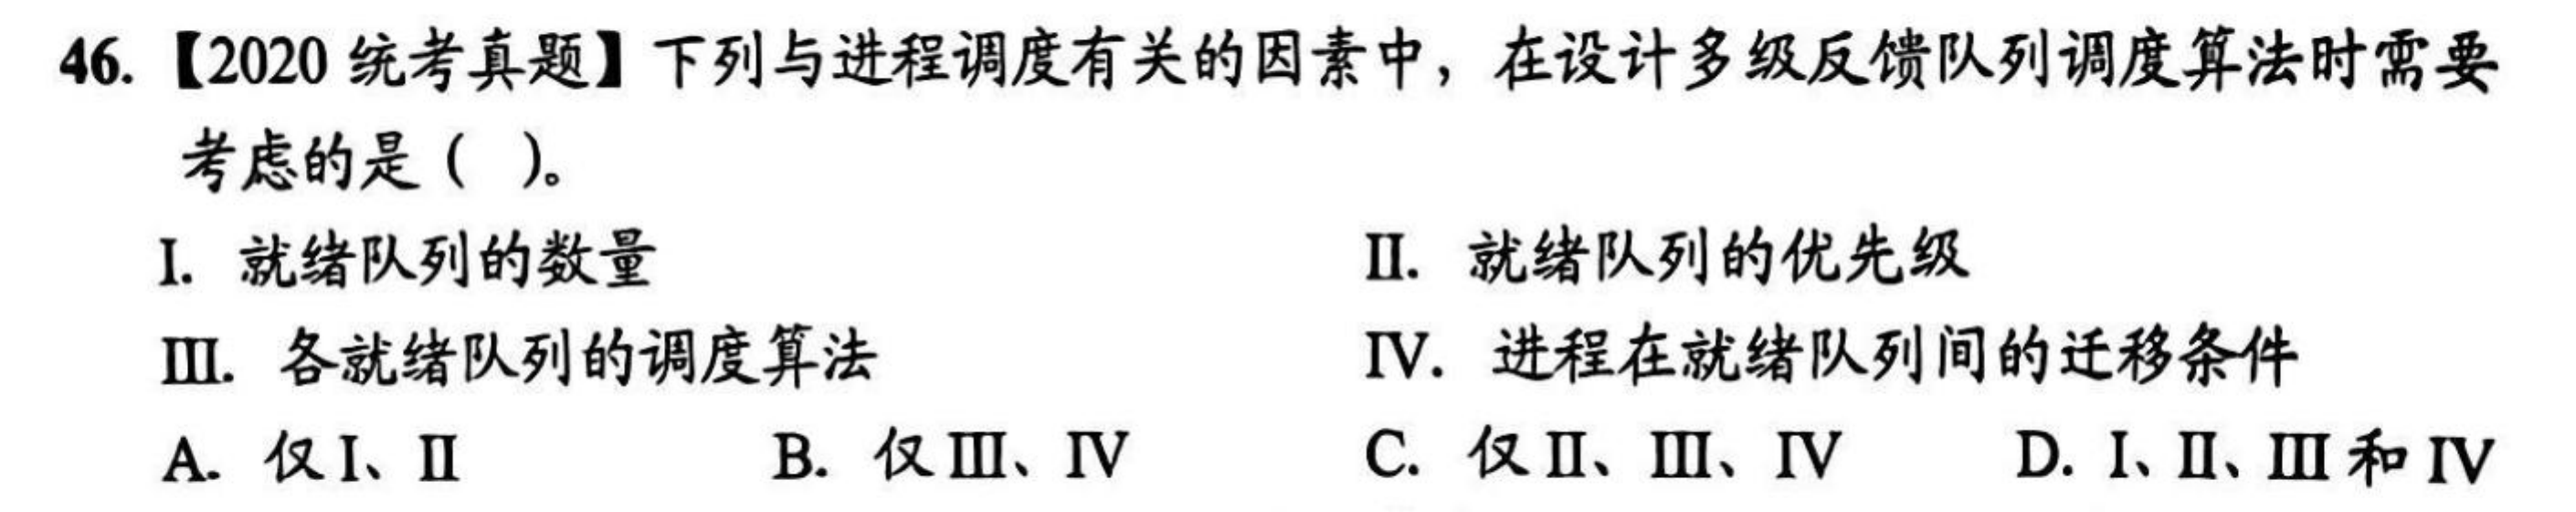 46.【2020 统考真题】下列与进程调度有关的因素中，在设计多级反馈队列调度算法时需要
考虑的是（ ）。
I. 就绪队列的数量 II. 就绪队列的优先级
III. 各就绪队列的调度算法 IV. 进程在就绪队列间的迁移条件
A. 仅 I、II B. 仅 III、IV C. 仅 II、III、IV D. I、II、III 和 IV